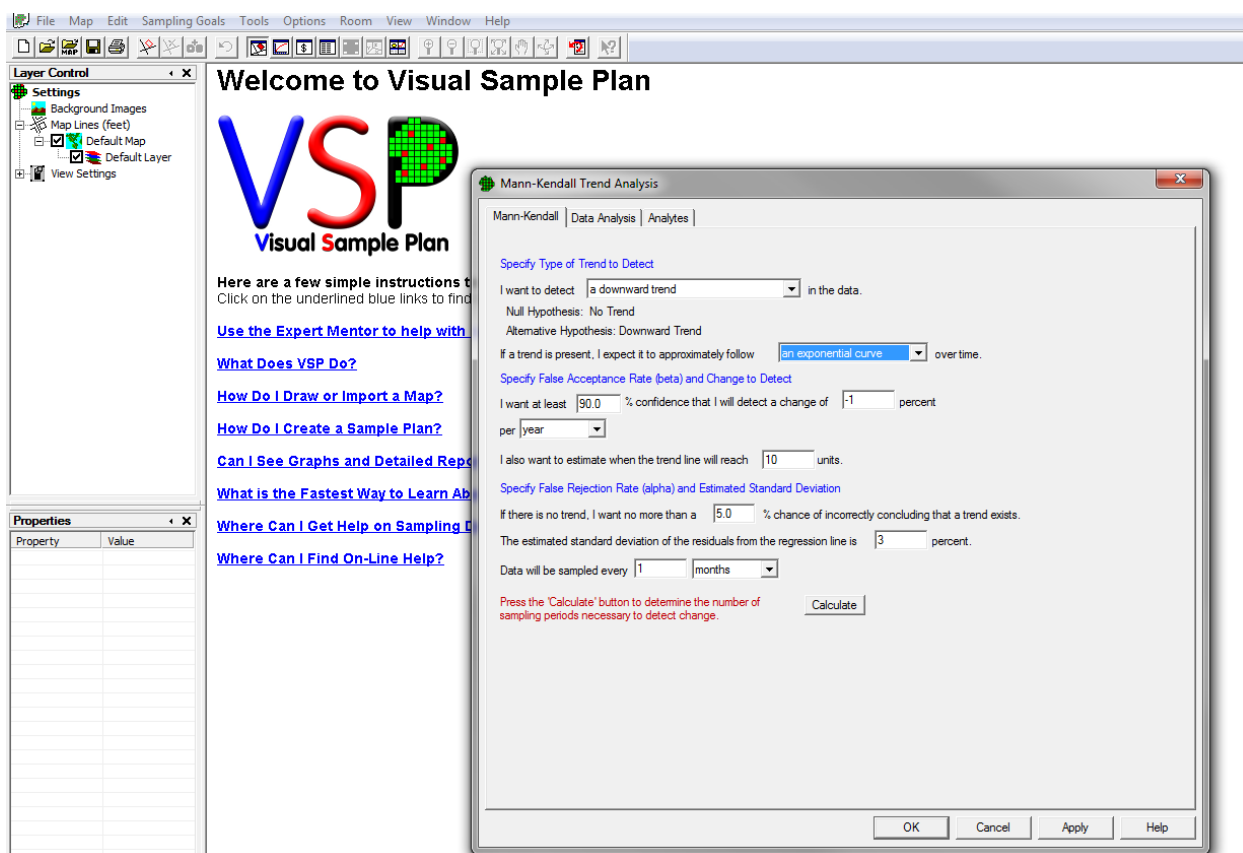 File Map Edit Sampling Goals Tools Options Room View Window Help
MAP
Layer Control
Settings
Background Images
Map Lines (feet)
Default Map
Default Layer
View Settings
Properties
Property Value
Welcome to Visual Sample Plan
VSP
Visual Sample Plan
Here are a few simple instructions t
Click on the underlined blue links to find
Use the Expert Mentor to help with
What Does VSP Do?
How Do I Draw or Import a Map?
How Do I Create a Sample Plan?
Can I See Graphs and Detailed Repo
What is the Fastest Way to Learn Ab
Where Can I Get Help on Sampling D
Where Can I Find On-Line Help?
Mann-Kendall Trend Analysis
Mann-Kendall Data Analysis Analytes
Specify Type of Trend to Detect
I want to detect a downward trend in the data.
Null Hypothesis: No Trend
Alternative Hypothesis: Downward Trend
If a trend is present, I expect it to approximately follow an exponential curve over time.
Specify False Acceptance Rate (beta) and Change to Detect
I want at least 90.0 % confidence that I will detect a change of -1 percent
per year
I also want to estimate when the trend line will reach 10 units.
Specify False Rejection Rate (alpha) and Estimated Standard Deviation
If there is no trend, I want no more than a 5.0 % chance of incorrectly concluding that a trend exists.
The estimated standard deviation of the residuals from the regression line is 3 percent.
Data will be sampled every 1 months
Press the 'Calculate' button to determine the number of
sampling periods necessary to detect change.
Calculate
OK Cancel Apply Help